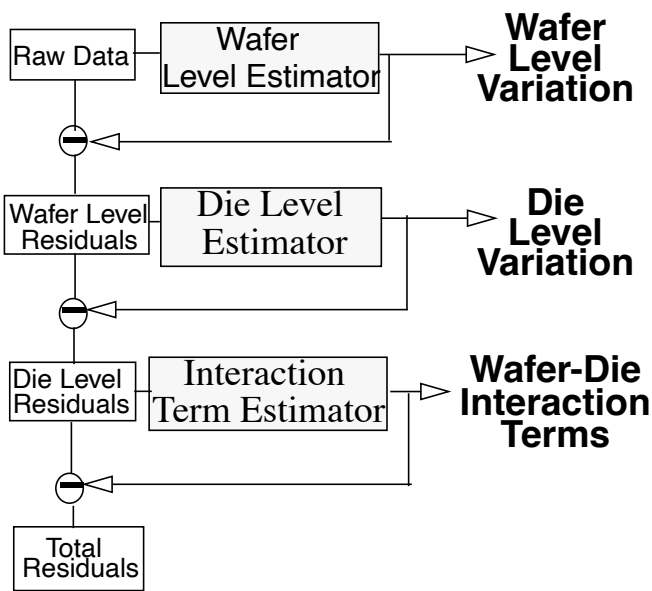 Raw Data
Wafer
Level Estimator
Wafer
Level
Variation
Wafer Level
Residuals
Die Level
Estimator
Die
Level
Variation
Die Level
Residuals
Interaction
Term Estimator
Wafer-Die
Interaction
Terms
Total
Residuals